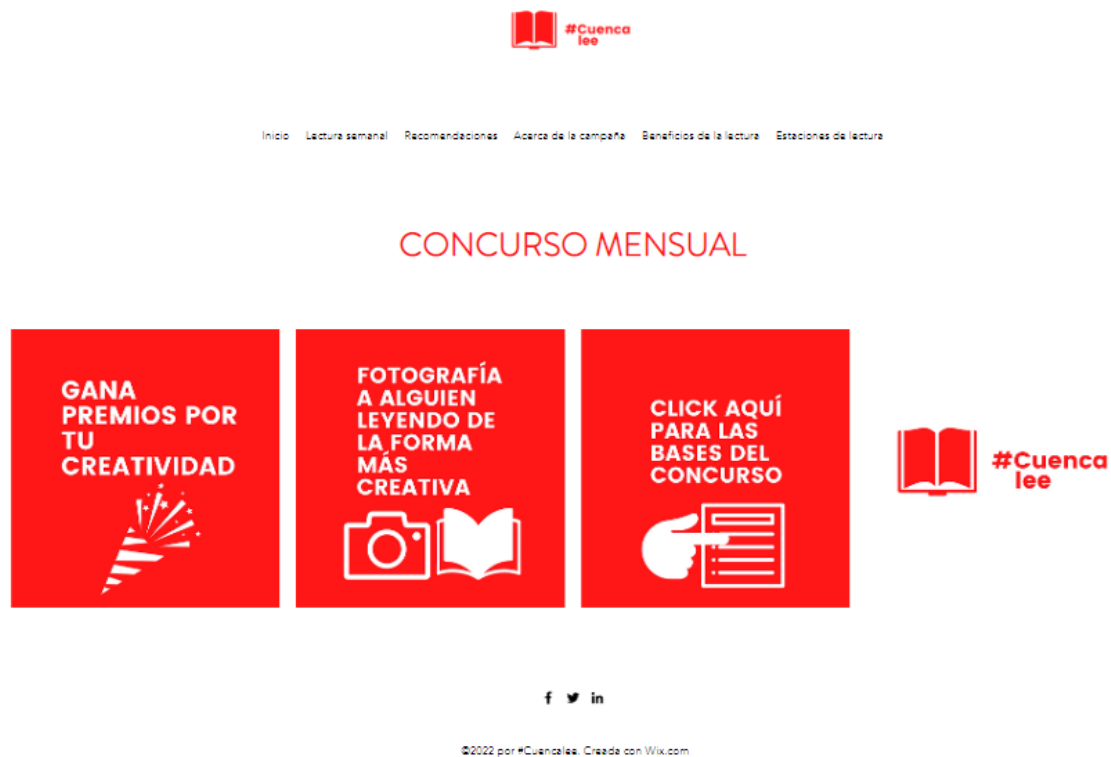 #Cuenca
lee
Inicio Lectura semanal Recomendaciones Acerca de la campaña Beneficios de la lectura Estaciones de lectura
CONCURSO MENSUAL
GANA
PREMIOS POR
TU
CREATIVIDAD
FOTOGRAFÍA
A ALGUIEN
LEYENDO DE
LA FORMA
MÁS
CREATIVA
CLICK AQUÍ
PARA LAS
BASES DEL
CONCURSO
#Cuenca
lee
©2022 por #Cuencalee. Creada con Wix.com